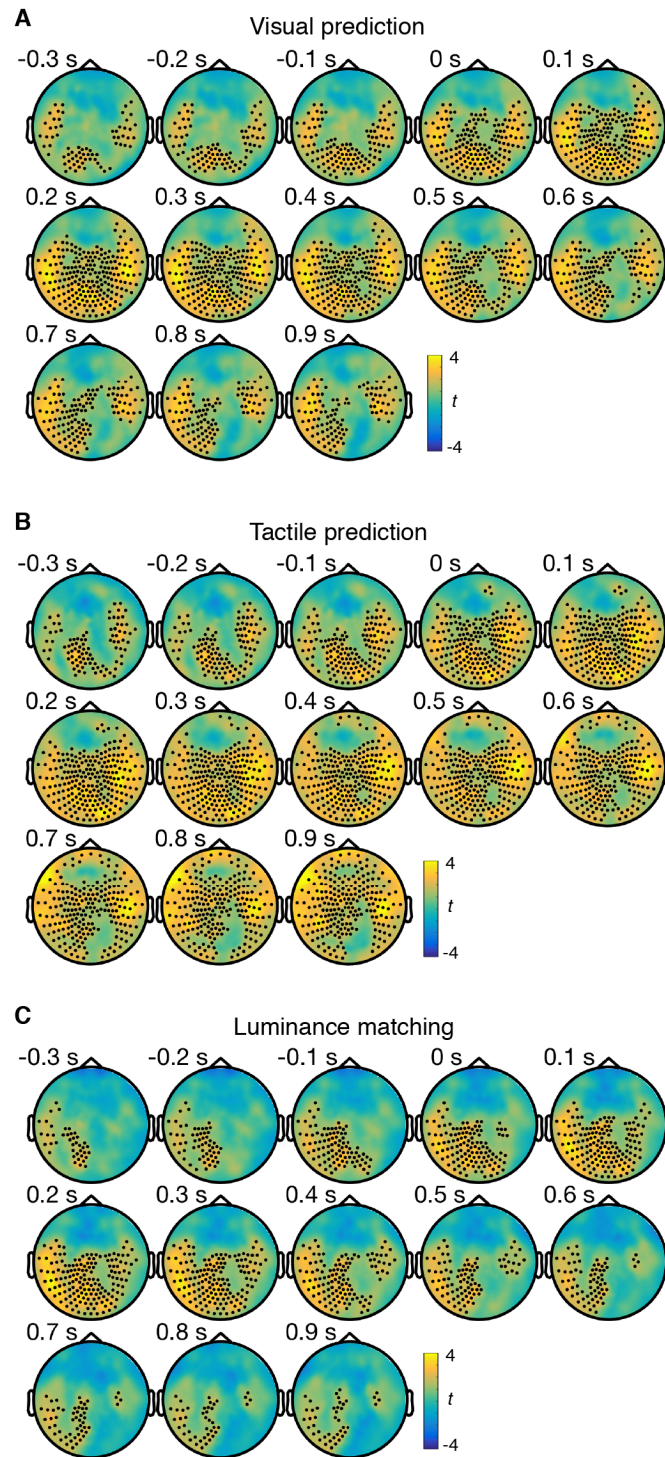 A
Visual prediction
-0.3 s -0.2 s -0.1 s 0 s 0.1 s
0.2 s 0.3 s 0.4 s 0.5 s 0.6 s
0.7 s 0.8 s 0.9 s
4
t
-4
B
Tactile prediction
-0.3 s -0.2 s -0.1 s 0 s 0.1 s
0.2 s 0.3 s 0.4 s 0.5 s 0.6 s
0.7 s 0.8 s 0.9 s
4
t
-4
C
Luminance matching
-0.3 s -0.2 s -0.1 s 0 s 0.1 s
0.2 s 0.3 s 0.4 s 0.5 s 0.6 s
0.7 s 0.8 s 0.9 s
4
t
-4